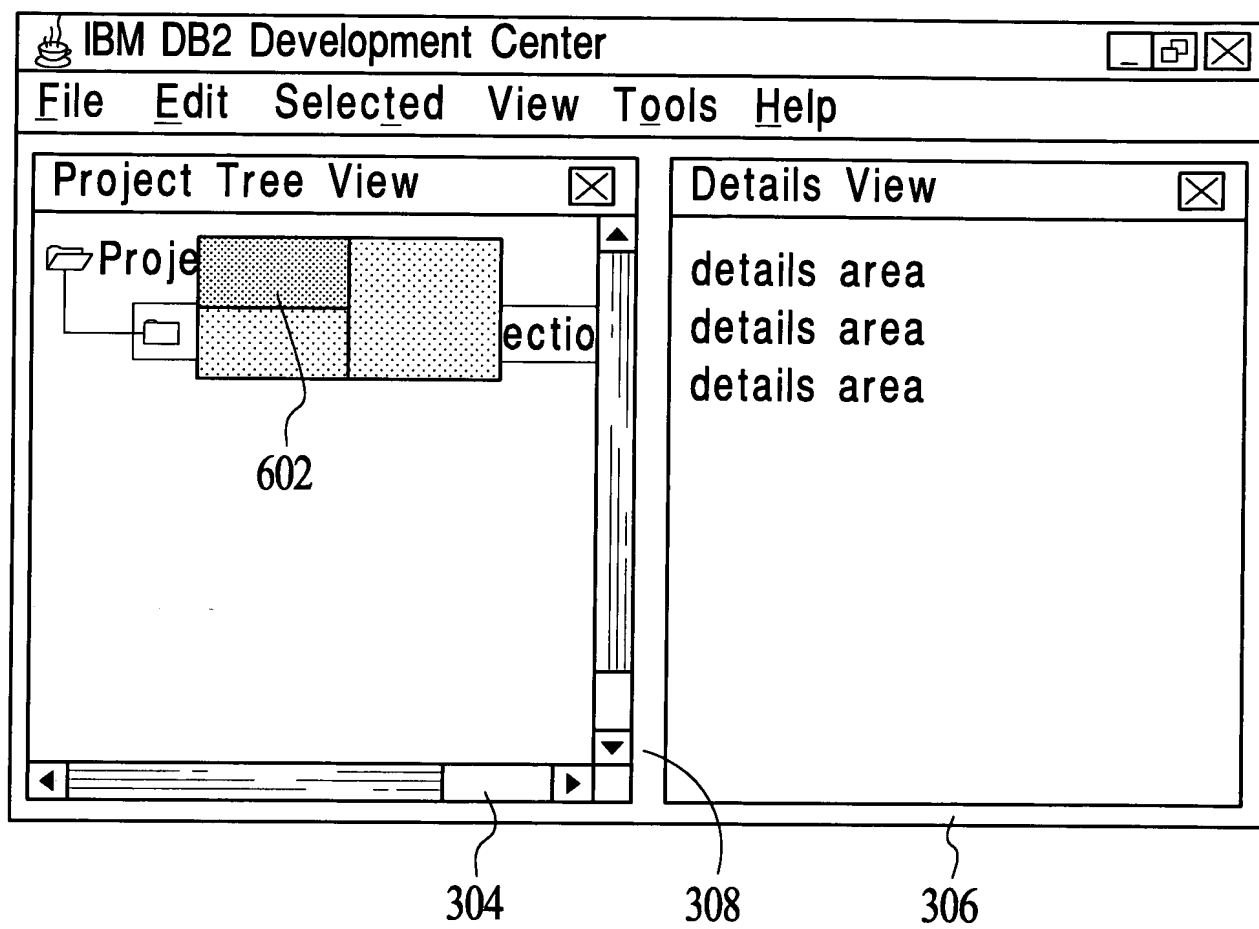 IBM DB2 Development Center
File Edit Selected View Tools Help
Project Tree View
Proje
ectio
602
Details View
details area
details area
details area
304
308
306